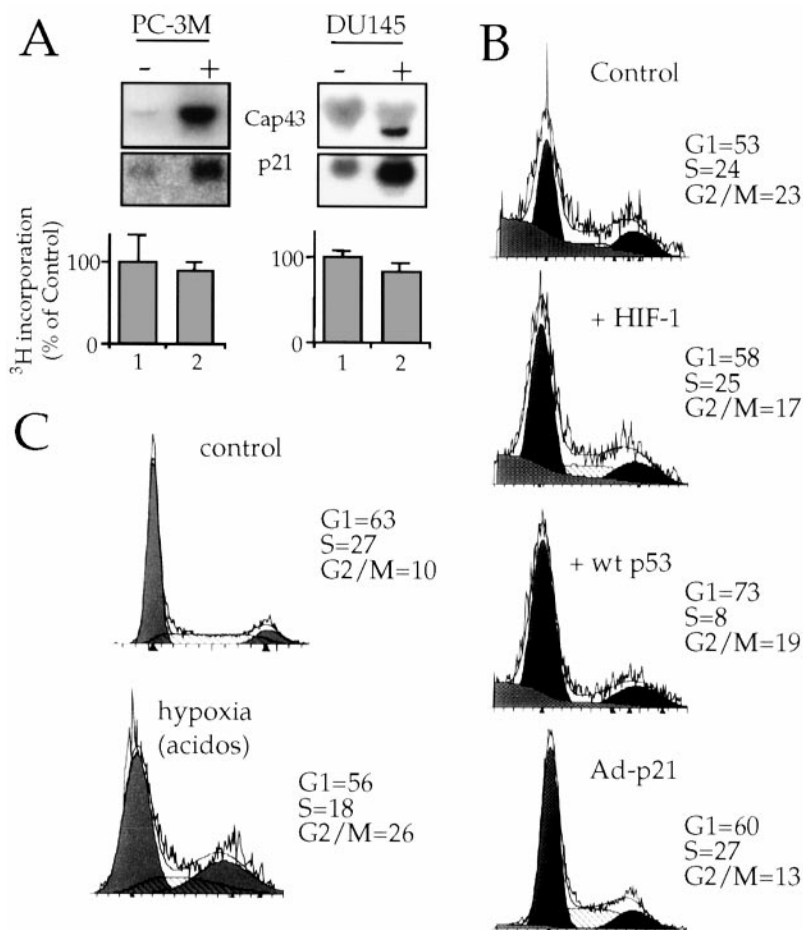 A
PC-3M
DU145
- +
- +
Cap43
p21
³H incorporation
(% of Control)
100
0
1 2
100
0
1 2
B
Control
G1=53
S=24
G2/M=23
+ HIF-1
G1=58
S=25
G2/M=17
+ wt p53
G1=73
S=8
G2/M=19
Ad-p21
G1=60
S=27
G2/M=13
C
control
G1=63
S=27
G2/M=10
hypoxia
(acidos)
G1=56
S=18
G2/M=26